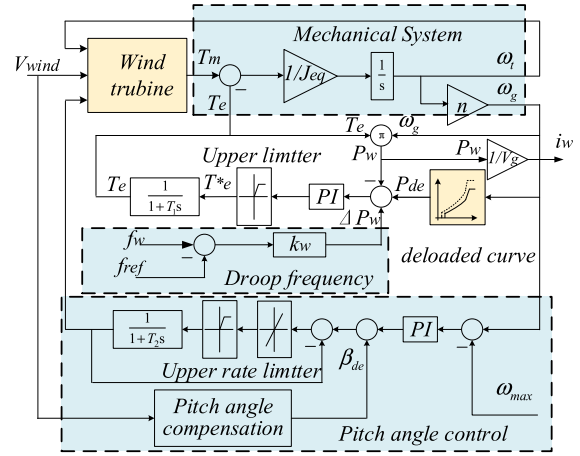 Mechanical System
V_wind
Wind
trubine
T_m
1/Jeq
1
s
ω_t
T_e
n
ω_g
T_e
π
ω_g
P_w
P_w
1/Vg
i_w
Upper limtter
T_e
1
1+T_1s
T*_e
PI
P_de
ΔP_w
f_w
f_ref
k_w
Droop frequency
deloaded curve
1
1+T_2s
PI
Upper rate limtter
β_de
ω_max
Pitch angle
compensation
Pitch angle control